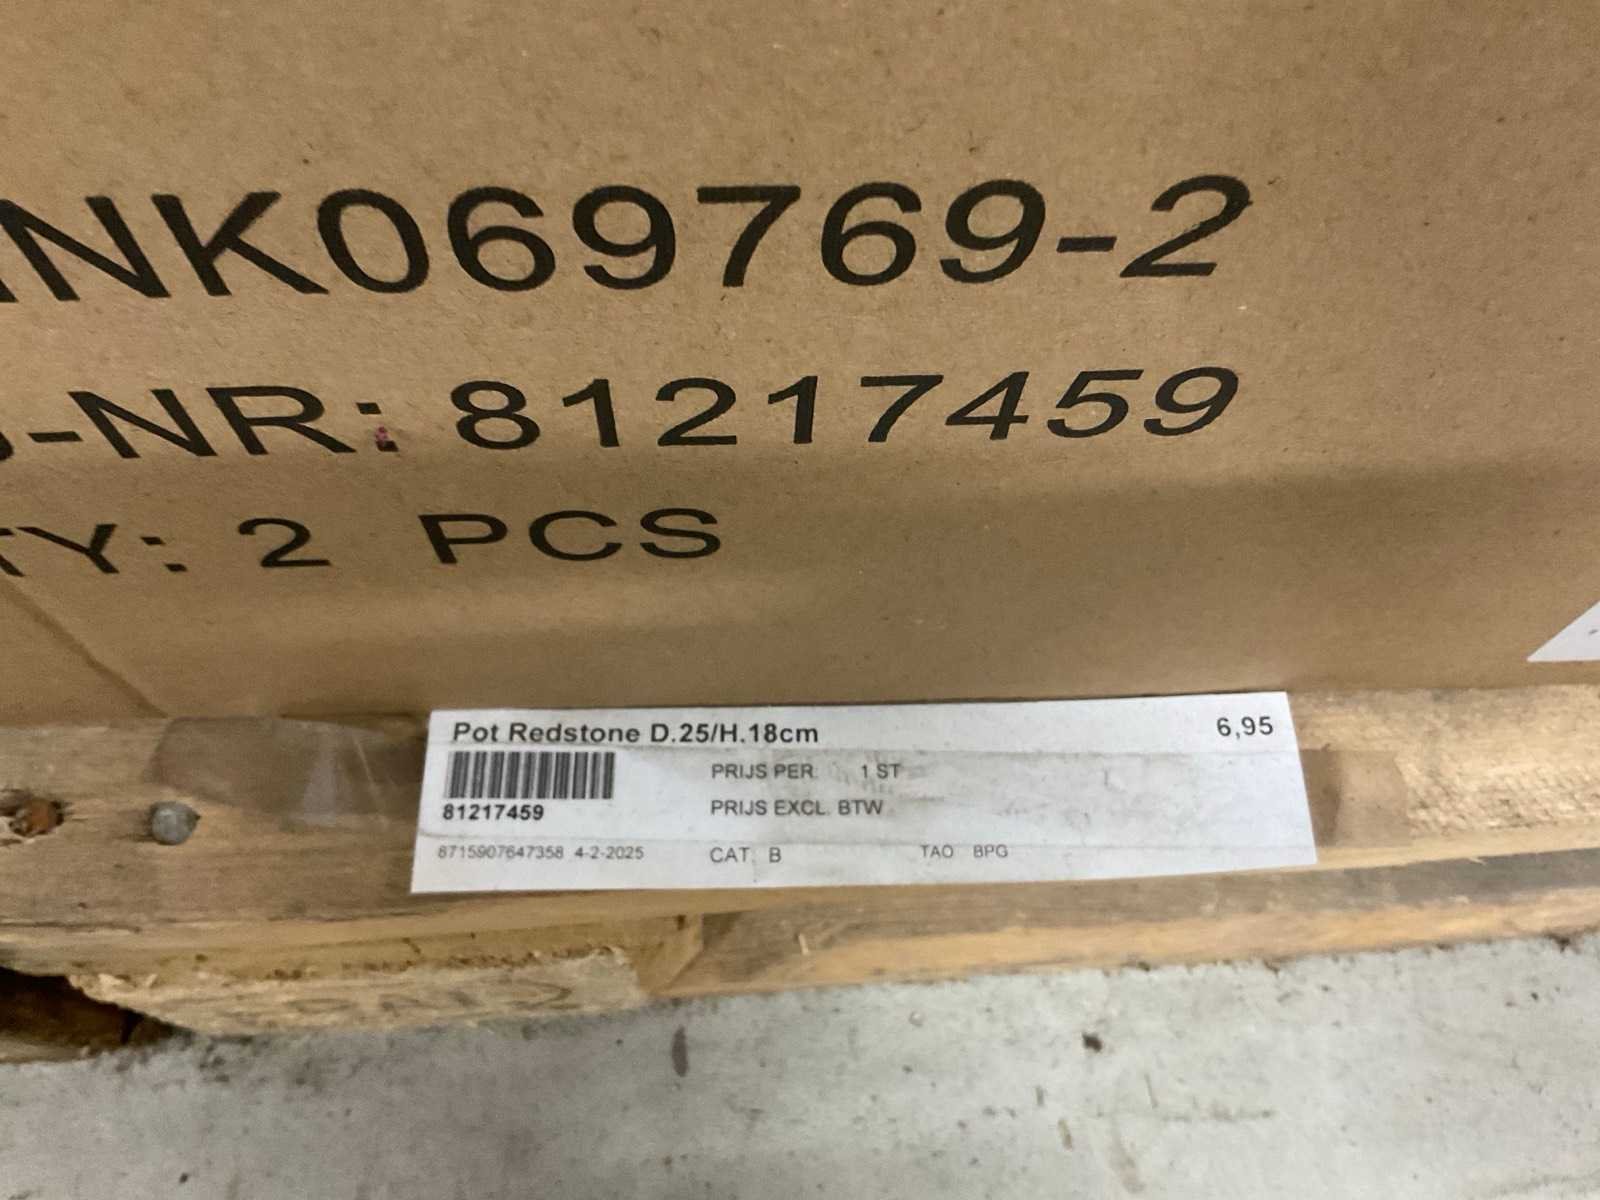 NK069769-2
-NR: 81217459
TY: 2 PCS
Pot Redstone D.25/H.18cm 6,95
PRIJS PER: 1 ST
81217459 PRIJS EXCL. BTW
8715907647358 4-2-2025 CAT. B TAO BPG